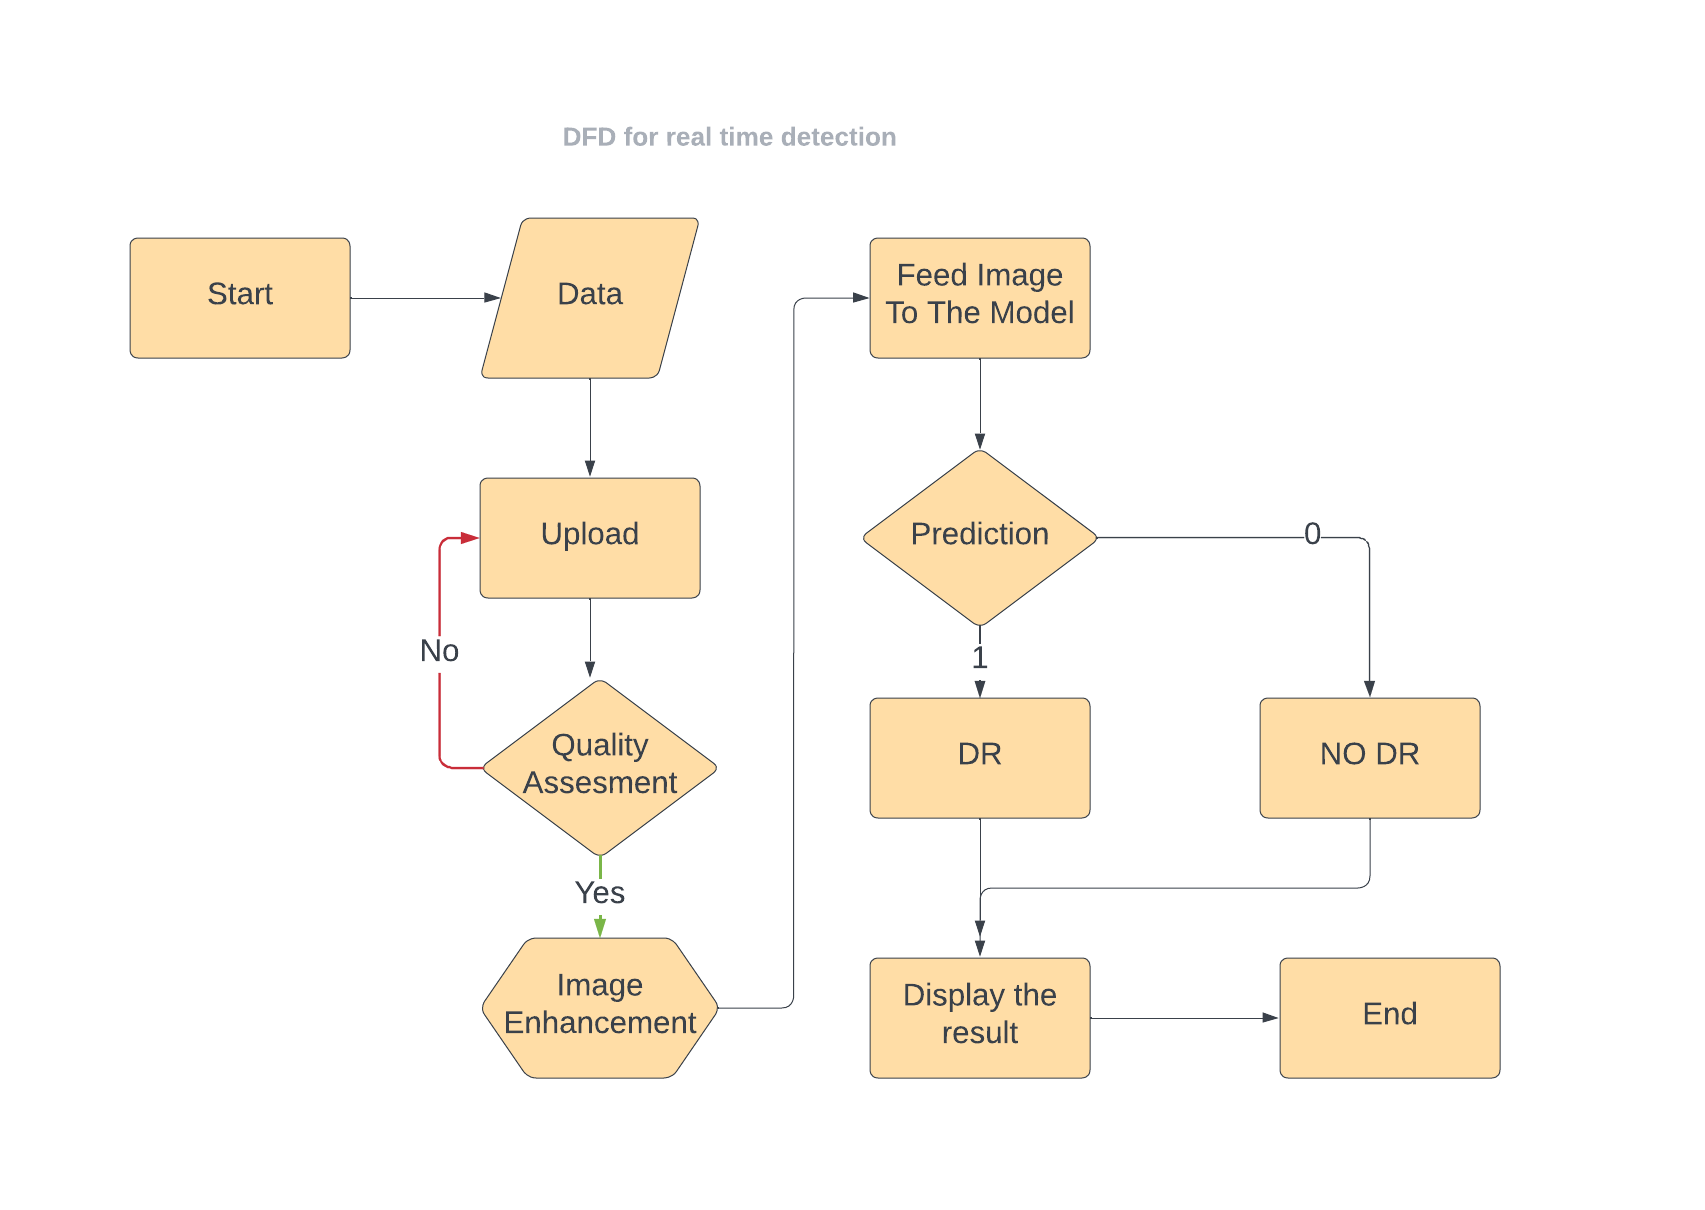 DFD for real time detection
Start
Data
Upload
No
Quality
Assesment
Yes
Image
Enhancement
Feed Image
To The Model
Prediction
0
1
DR
NO DR
Display the
result
End